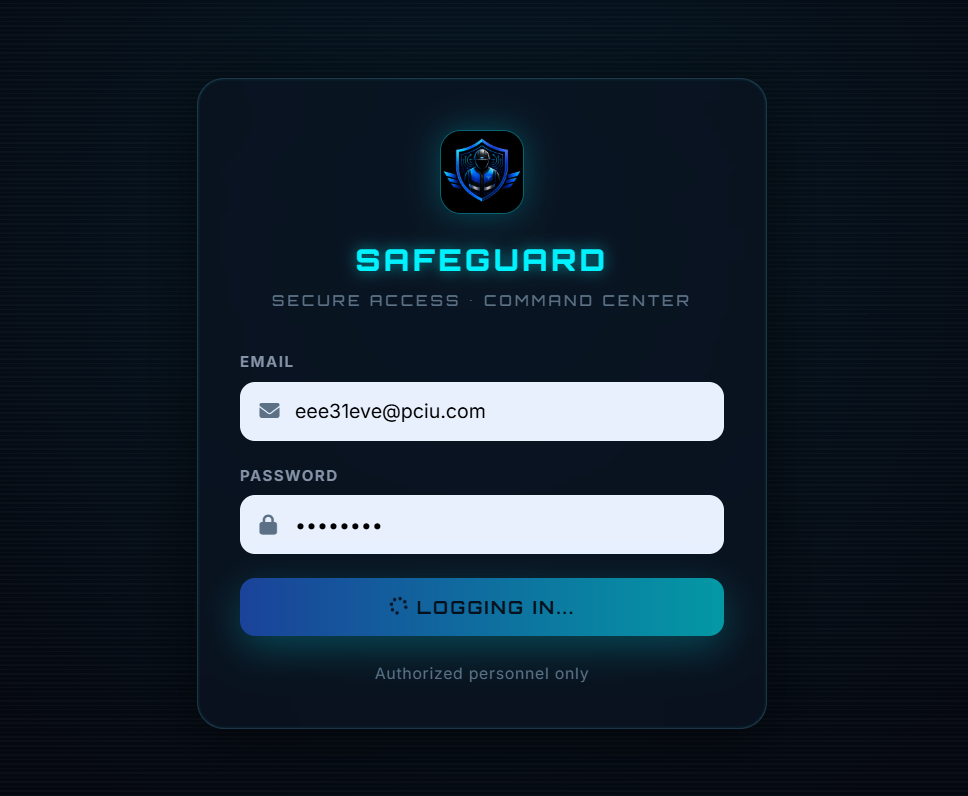 SAFEGUARD
SECURE ACCESS · COMMAND CENTER
EMAIL
eee31eve@pciu.com
PASSWORD
••••••••
LOGGING IN...
Authorized personnel only